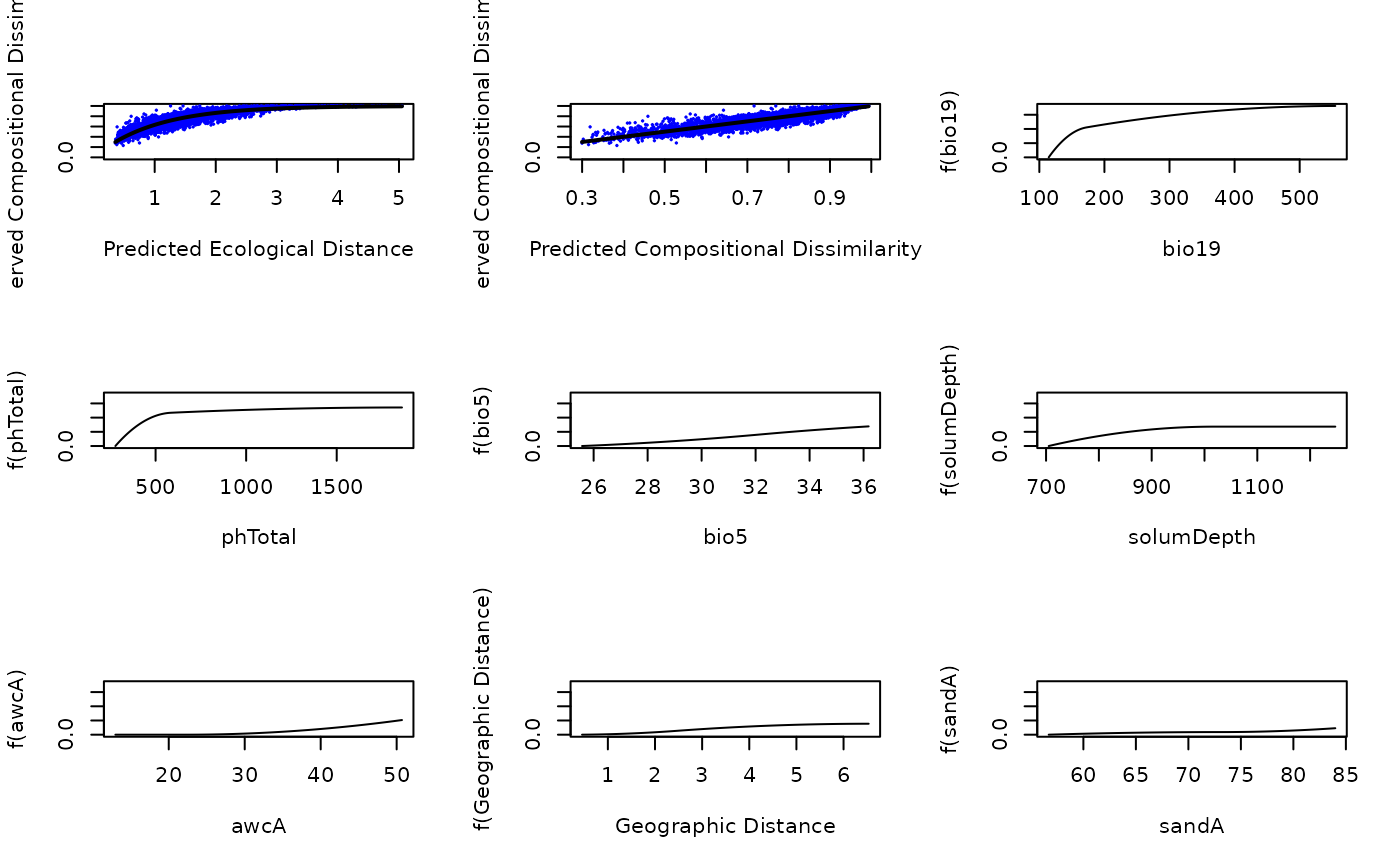 erved Compositional Dissim
0.0
1 2 3 4 5
Predicted Ecological Distance
erved Compositional Dissim
0.0
0.3 0.5 0.7 0.9
Predicted Compositional Dissimilarity
f(bio19)
0.0
100 200 300 400 500
bio19
f(phTotal)
0.0
500 1000 1500
phTotal
f(bio5)
0.0
26 28 30 32 34 36
bio5
f(solumDepth)
0.0
700 900 1100
solumDepth
f(awcA)
0.0
20 30 40 50
awcA
f(Geographic Distance)
0.0
1 2 3 4 5 6
Geographic Distance
f(sandA)
0.0
60 65 70 75 80 85
sandA